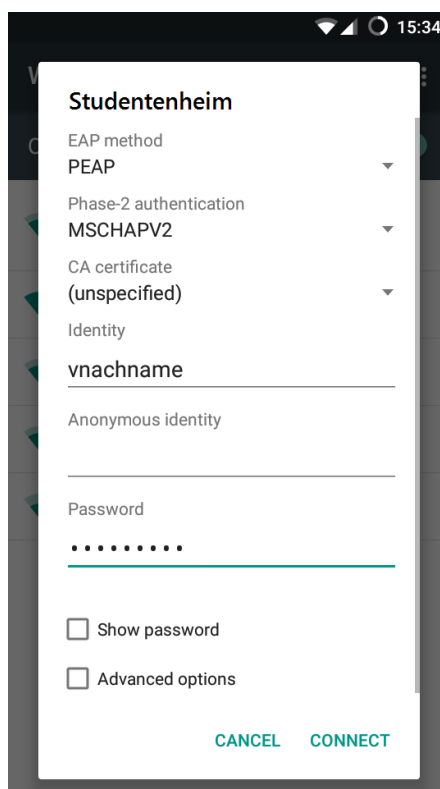 15:34
Studentenheim
EAP method
PEAP
Phase-2 authentication
MSCHAPV2
CA certificate
(unspecified)
Identity
vnachname
Anonymous identity
Password
•••••••••
Show password
Advanced options
CANCEL CONNECT